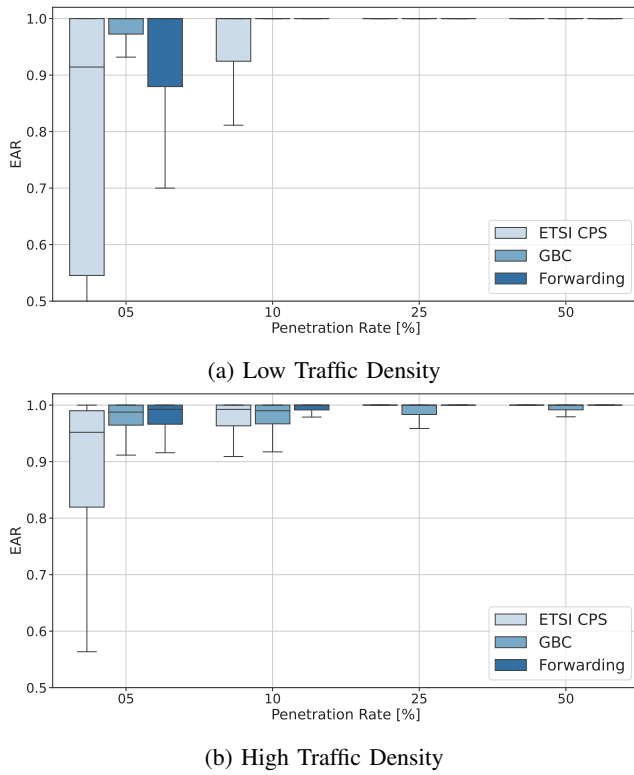 1.0
0.9
0.8
0.7
0.6
0.5
EAR
05 10 25 50
Penetration Rate [%]
ETSI CPS
GBC
Forwarding
(a) Low Traffic Density
1.0
0.9
0.8
0.7
0.6
0.5
EAR
05 10 25 50
Penetration Rate [%]
ETSI CPS
GBC
Forwarding
(b) High Traffic Density